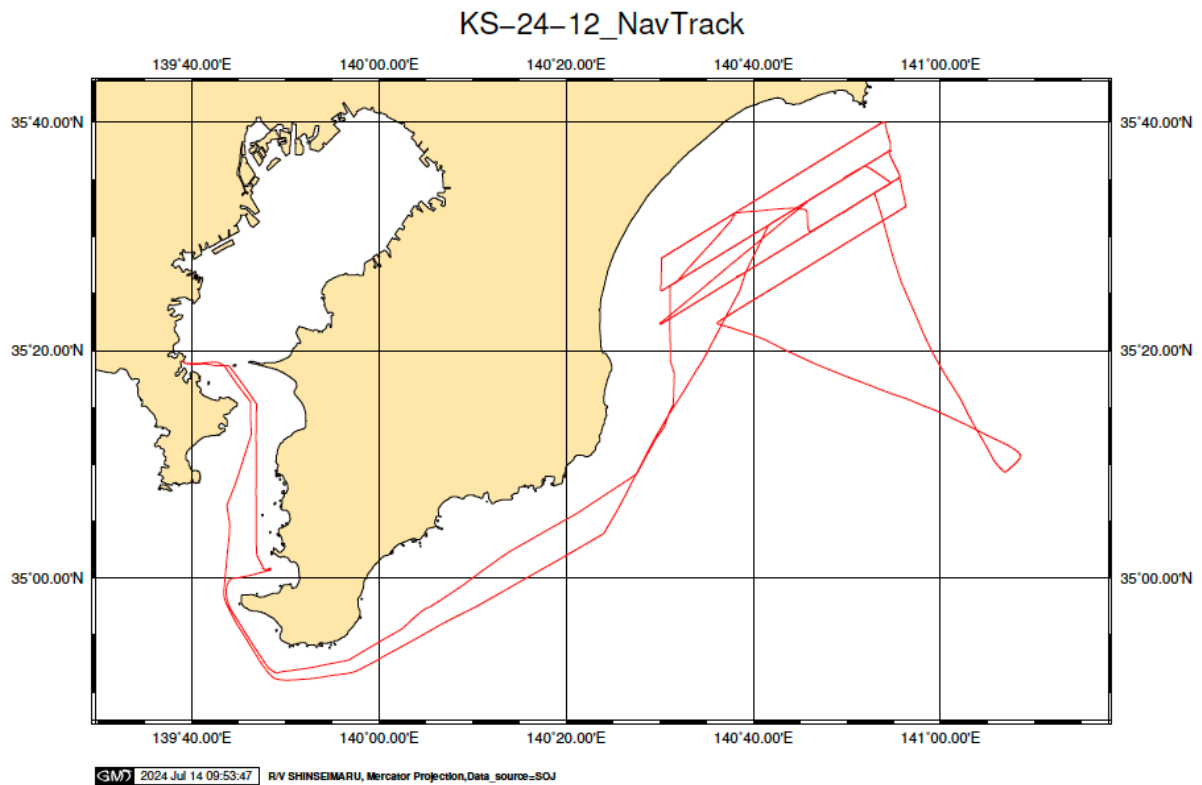 KS-24-12_NavTrack
139°40.00'E 140°00.00'E 140°20.00'E 140°40.00'E 141°00.00'E
35°40.00'N 35°40.00'N
35°20.00'N 35°20.00'N
35°00.00'N 35°00.00'N
139°40.00'E 140°00.00'E 140°20.00'E 140°40.00'E 141°00.00'E
GMT 2024 Jul 14 09:53:47 R/V SHINSEIMARU, Mercator Projection,Data_source=SOJ